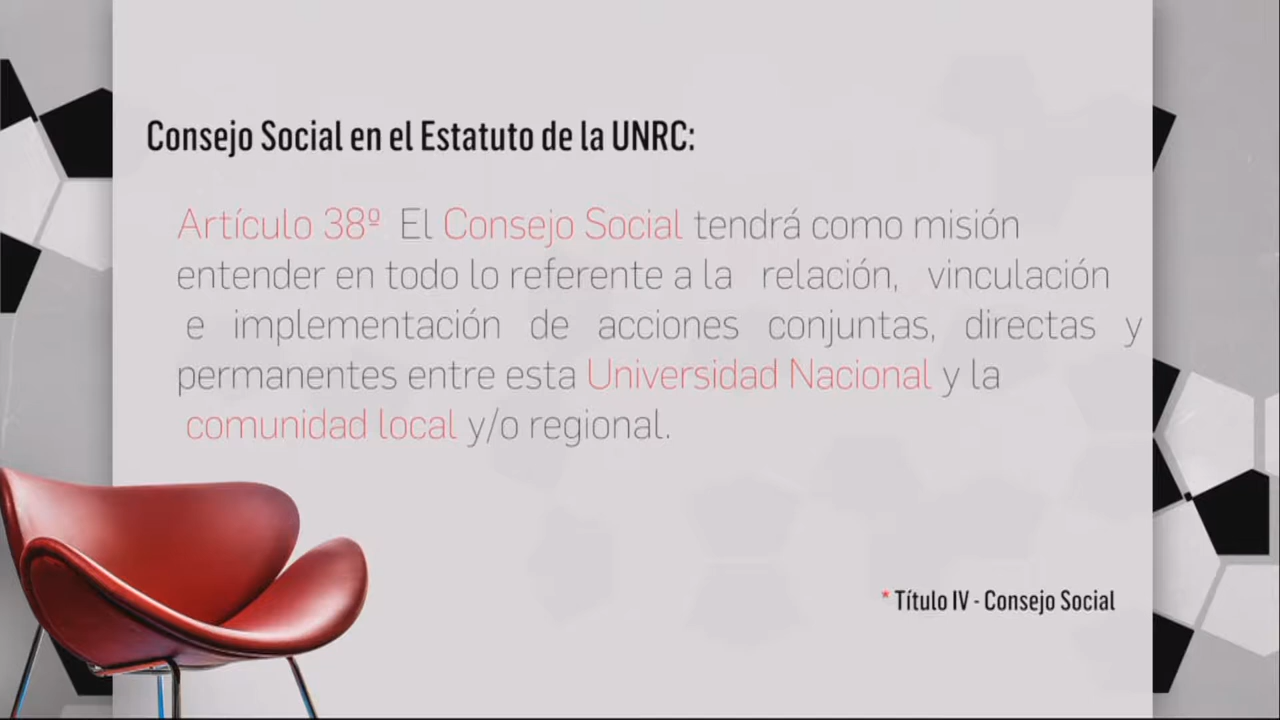 Consejo Social en el Estatuto de la UNRC:
Artículo 38º El Consejo Social tendrá como misión
entender en todo lo referente a la relación, vinculación
e implementación de acciones conjuntas, directas y
permanentes entre esta Universidad Nacional y la
comunidad local y/o regional.
* Título IV - Consejo Social